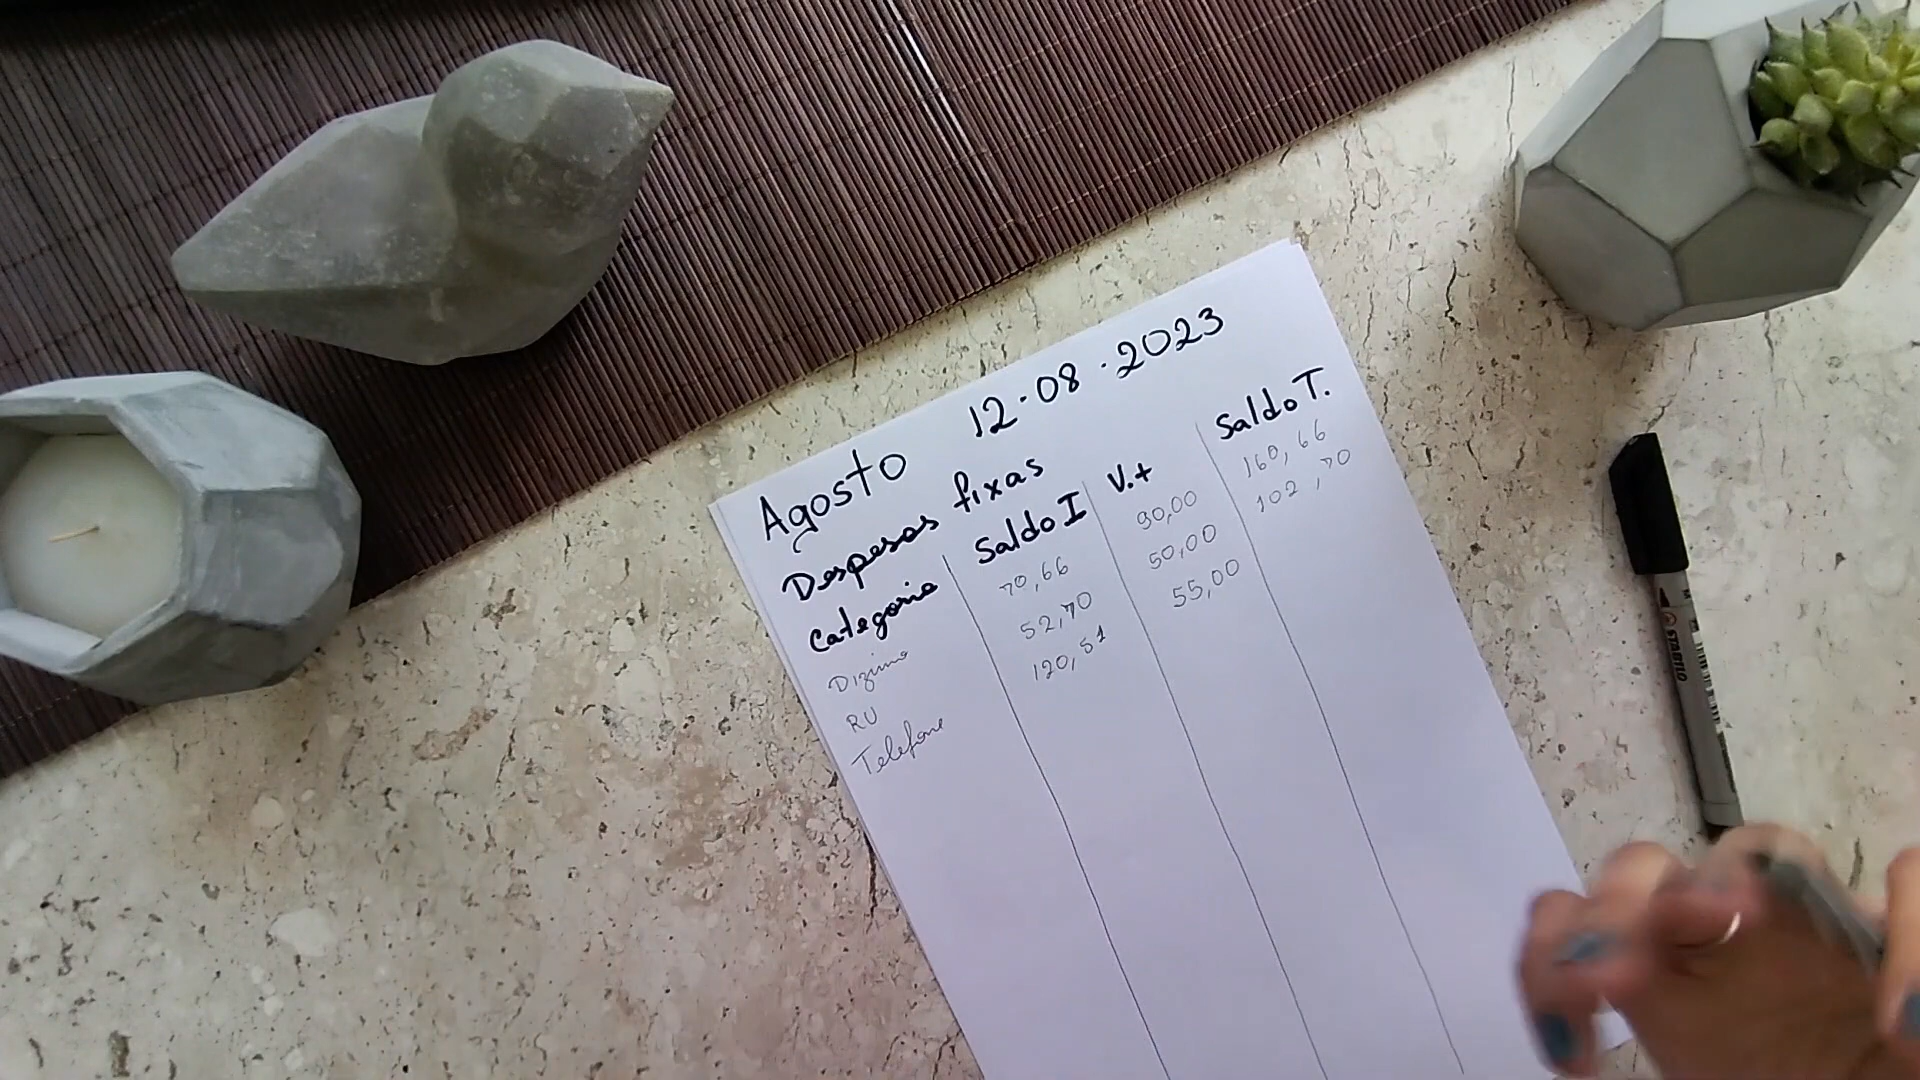 Agosto 12.08.2023
Despesas fixas
Categoria Saldo I V.+ Saldo T.
Dizimo 70,66 90,00 160,66
RU 52,70 50,00 102,70
Telefone 120,51 55,00
STABILO